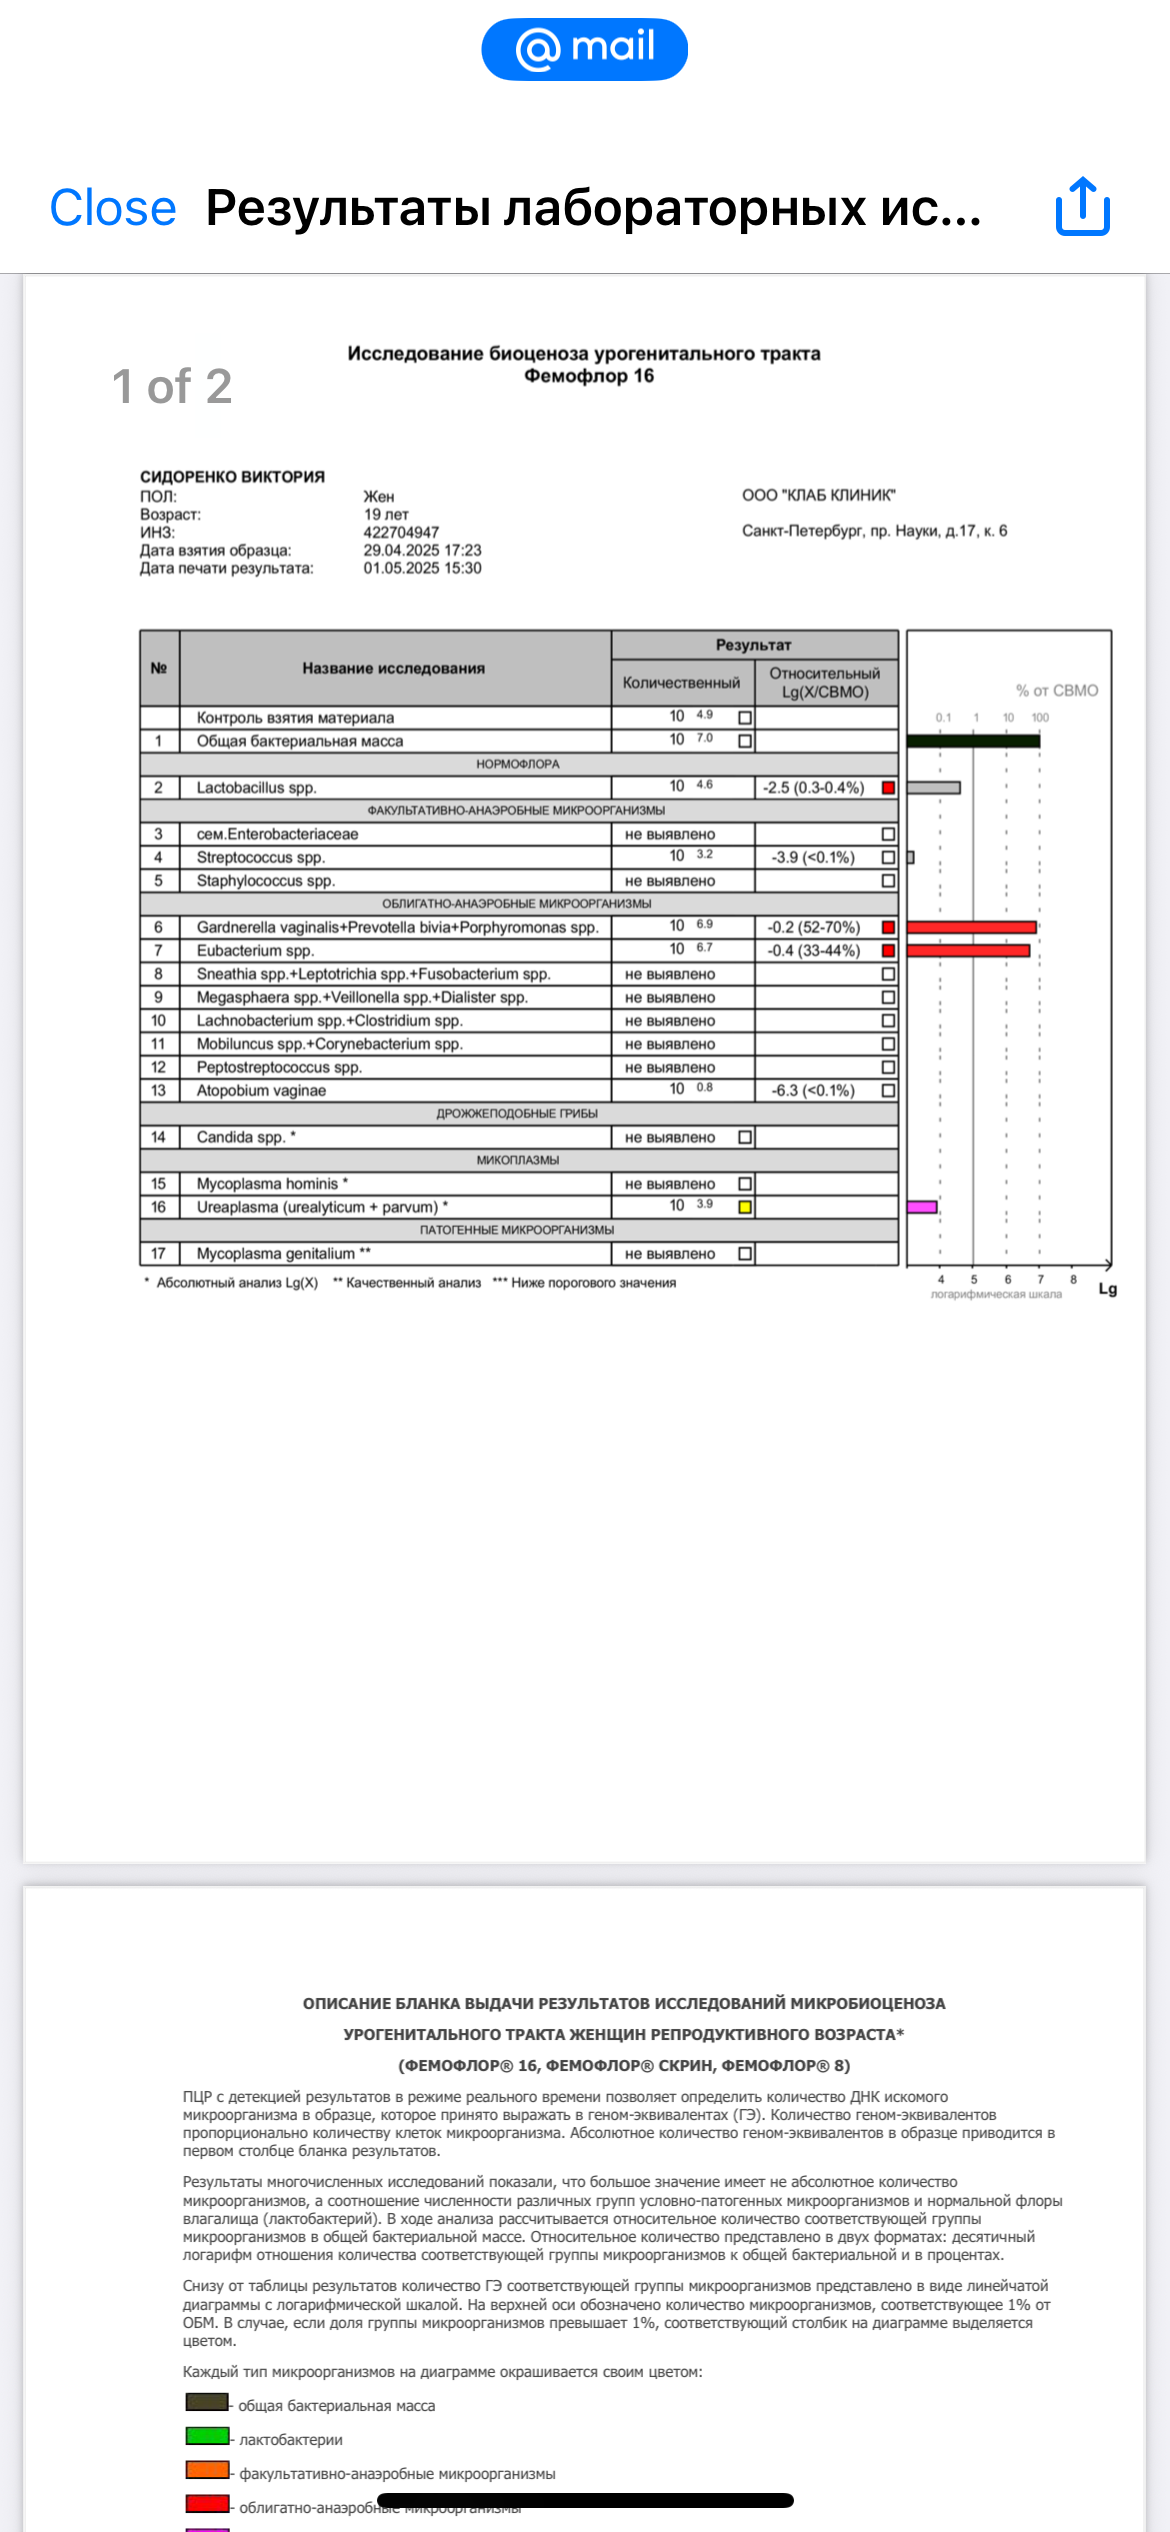 @ mail
Close Результаты лабораторных ис...
1 of 2
Исследование биоценоза урогенитального тракта
Фемофлор 16
СИДОРЕНКО ВИКТОРИЯ
ПОЛ: Жен
ООО "КЛАБ КЛИНИК"
Возраст: 19 лет
ИНЗ: 422704947
Санкт-Петербург, пр. Науки, д.17, к. 6
Дата взятия образца: 29.04.2025 17:23
Дата печати результата: 01.05.2025 15:30
№ Название исследования Результат
Количественный Относительный Lg(X/СВМО)
% от СВМО
0.1 1 10 100
Контроль взятия материала 10 4.9
1 Общая бактериальная масса 10 7.0
НОРМОФЛОРА
2 Lactobacillus spp. 10 4.6 -2.5 (0.3-0.4%)
ФАКУЛЬТАТИВНО-АНАЭРОБНЫЕ МИКРООРГАНИЗМЫ
3 сем.Enterobacteriaceae не выявлено
4 Streptococcus spp. 10 3.2 -3.9 (<0.1%)
5 Staphylococcus spp. не выявлено
ОБЛИГАТНО-АНАЭРОБНЫЕ МИКРООРГАНИЗМЫ
6 Gardnerella vaginalis+Prevotella bivia+Porphyromonas spp. 10 6.9 -0.2 (52-70%)
7 Eubacterium spp. 10 6.7 -0.4 (33-44%)
8 Sneathia spp.+Leptotrichia spp.+Fusobacterium spp. не выявлено
9 Megasphaera spp.+Veillonella spp.+Dialister spp. не выявлено
10 Lachnobacterium spp.+Clostridium spp. не выявлено
11 Mobiluncus spp.+Corynebacterium spp. не выявлено
12 Peptostreptococcus spp. не выявлено
13 Atopobium vaginae 10 0.8 -6.3 (<0.1%)
ДРОЖЖЕПОДОБНЫЕ ГРИБЫ
14 Candida spp. * не выявлено
МИКОПЛАЗМЫ
15 Mycoplasma hominis * не выявлено
16 Ureaplasma (urealyticum + parvum) * 10 3.9
ПАТОГЕННЫЕ МИКРООРГАНИЗМЫ
17 Mycoplasma genitalium ** не выявлено
* Абсолютный анализ Lg(X) ** Качественный анализ *** Ниже порогового значения
4 5 6 7 8 Lg
логарифмическая шкала
ОПИСАНИЕ БЛАНКА ВЫДАЧИ РЕЗУЛЬТАТОВ ИССЛЕДОВАНИЙ МИКРОБИОЦЕНОЗА
УРОГЕНИТАЛЬНОГО ТРАКТА ЖЕНЩИН РЕПРОДУКТИВНОГО ВОЗРАСТА*
(ФЕМОФЛОР® 16, ФЕМОФЛОР® СКРИН, ФЕМОФЛОР® 8)
ПЦР с детекцией результатов в режиме реального времени позволяет определить количество ДНК искомого
микроорганизма в образце, которое принято выражать в геном-эквивалентах (ГЭ). Количество геном-эквивалентов
пропорционально количеству клеток микроорганизма. Абсолютное количество геном-эквивалентов в образце приводится в
первом столбце бланка результатов.
Результаты многочисленных исследований показали, что большое значение имеет не абсолютное количество
микроорганизмов, а соотношение численности различных групп условно-патогенных микроорганизмов и нормальной флоры
влагалища (лактобактерий). В ходе анализа рассчитывается относительное количество соответствующей группы
микроорганизмов в общей бактериальной массе. Относительное количество представлено в двух форматах: десятичный
логарифм отношения количества соответствующей группы микроорганизмов к общей бактериальной и в процентах.
Снизу от таблицы результатов количество ГЭ соответствующей группы микроорганизмов представлено в виде линейчатой
диаграммы с логарифмической шкалой. На верхней оси обозначено количество микроорганизмов, соответствующее 1% от
ОБМ. В случае, если доля группы микроорганизмов превышает 1%, соответствующий столбик на диаграмме выделяется
цветом.
Каждый тип микроорганизмов на диаграмме окрашивается своим цветом:
- общая бактериальная масса
- лактобактерии
- факультативно-анаэробные микроорганизмы
- облигатно-анаэробные микроорганизмы